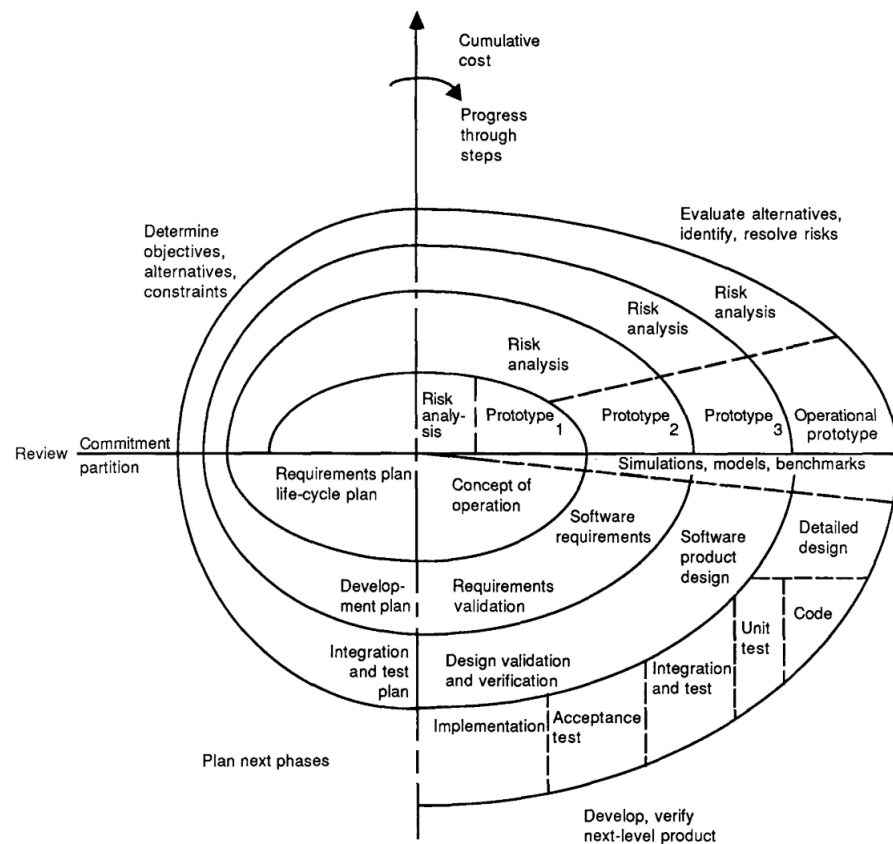 Cumulative
cost
Progress
through
steps
Determine
objectives,
alternatives,
constraints
Evaluate alternatives,
identify, resolve risks
Risk
analysis
Risk
analysis
Risk
analysis
Risk
analy-
sis
Prototype
1
Prototype
2
Prototype
3
Operational
prototype
Review
Commitment
partition
Simulations, models, benchmarks
Requirements plan
life-cycle plan
Concept of
operation
Software
requirements
Software
product
design
Detailed
design
Develop-
ment plan
Requirements
validation
Unit
test
Code
Integration
and test
plan
Design validation
and verification
Integration
and test
Implementation
Acceptance
test
Plan next phases
Develop, verify
next-level product